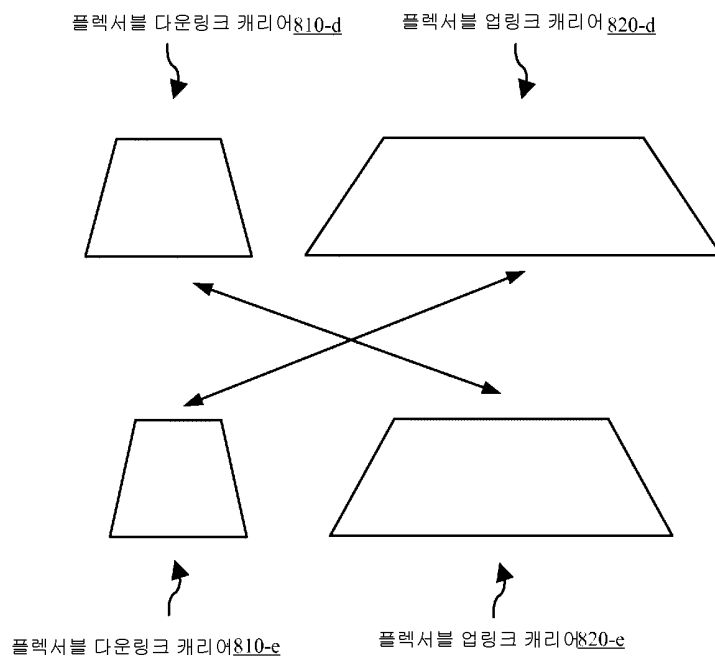 플렉서블 다운링크 캐리어810-d
플렉서블 업링크 캐리어820-d
플렉서블 다운링크 캐리어810-e
플렉서블 업링크 캐리어820-e